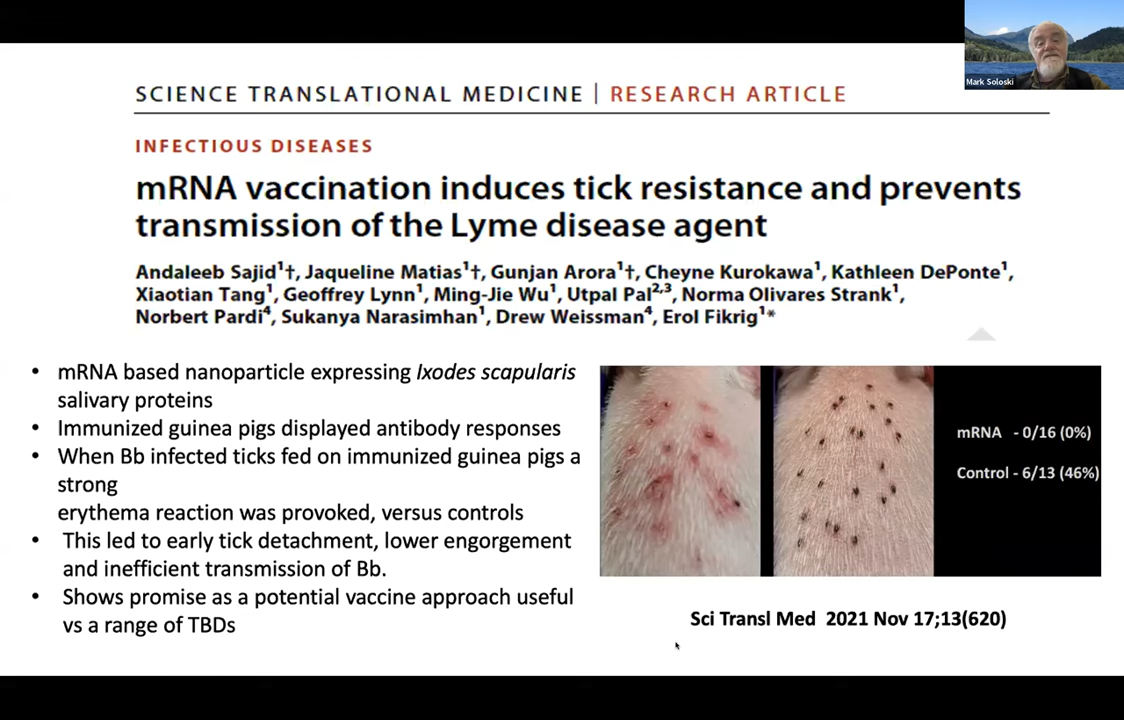 Mark Soloski
SCIENCE TRANSLATIONAL MEDICINE | RESEARCH ARTICLE
INFECTIOUS DISEASES
mRNA vaccination induces tick resistance and prevents
transmission of the Lyme disease agent
Andaleeb Sajid¹†, Jaqueline Matias¹†, Gunjan Arora¹†, Cheyne Kurokawa¹, Kathleen DePonte¹,
Xiaotian Tang¹, Geoffrey Lynn¹, Ming-Jie Wu¹, Utpal Pal²,³, Norma Olivares Strank¹,
Norbert Pardi⁴, Sukanya Narasimhan¹, Drew Weissman⁴, Erol Fikrig¹*
• mRNA based nanoparticle expressing Ixodes scapularis
salivary proteins
• Immunized guinea pigs displayed antibody responses
• When Bb infected ticks fed on immunized guinea pigs a
strong
erythema reaction was provoked, versus controls
• This led to early tick detachment, lower engorgement
and inefficient transmission of Bb.
• Shows promise as a potential vaccine approach useful
vs a range of TBDs
mRNA - 0/16 (0%)
Control - 6/13 (46%)
Sci Transl Med 2021 Nov 17;13(620)